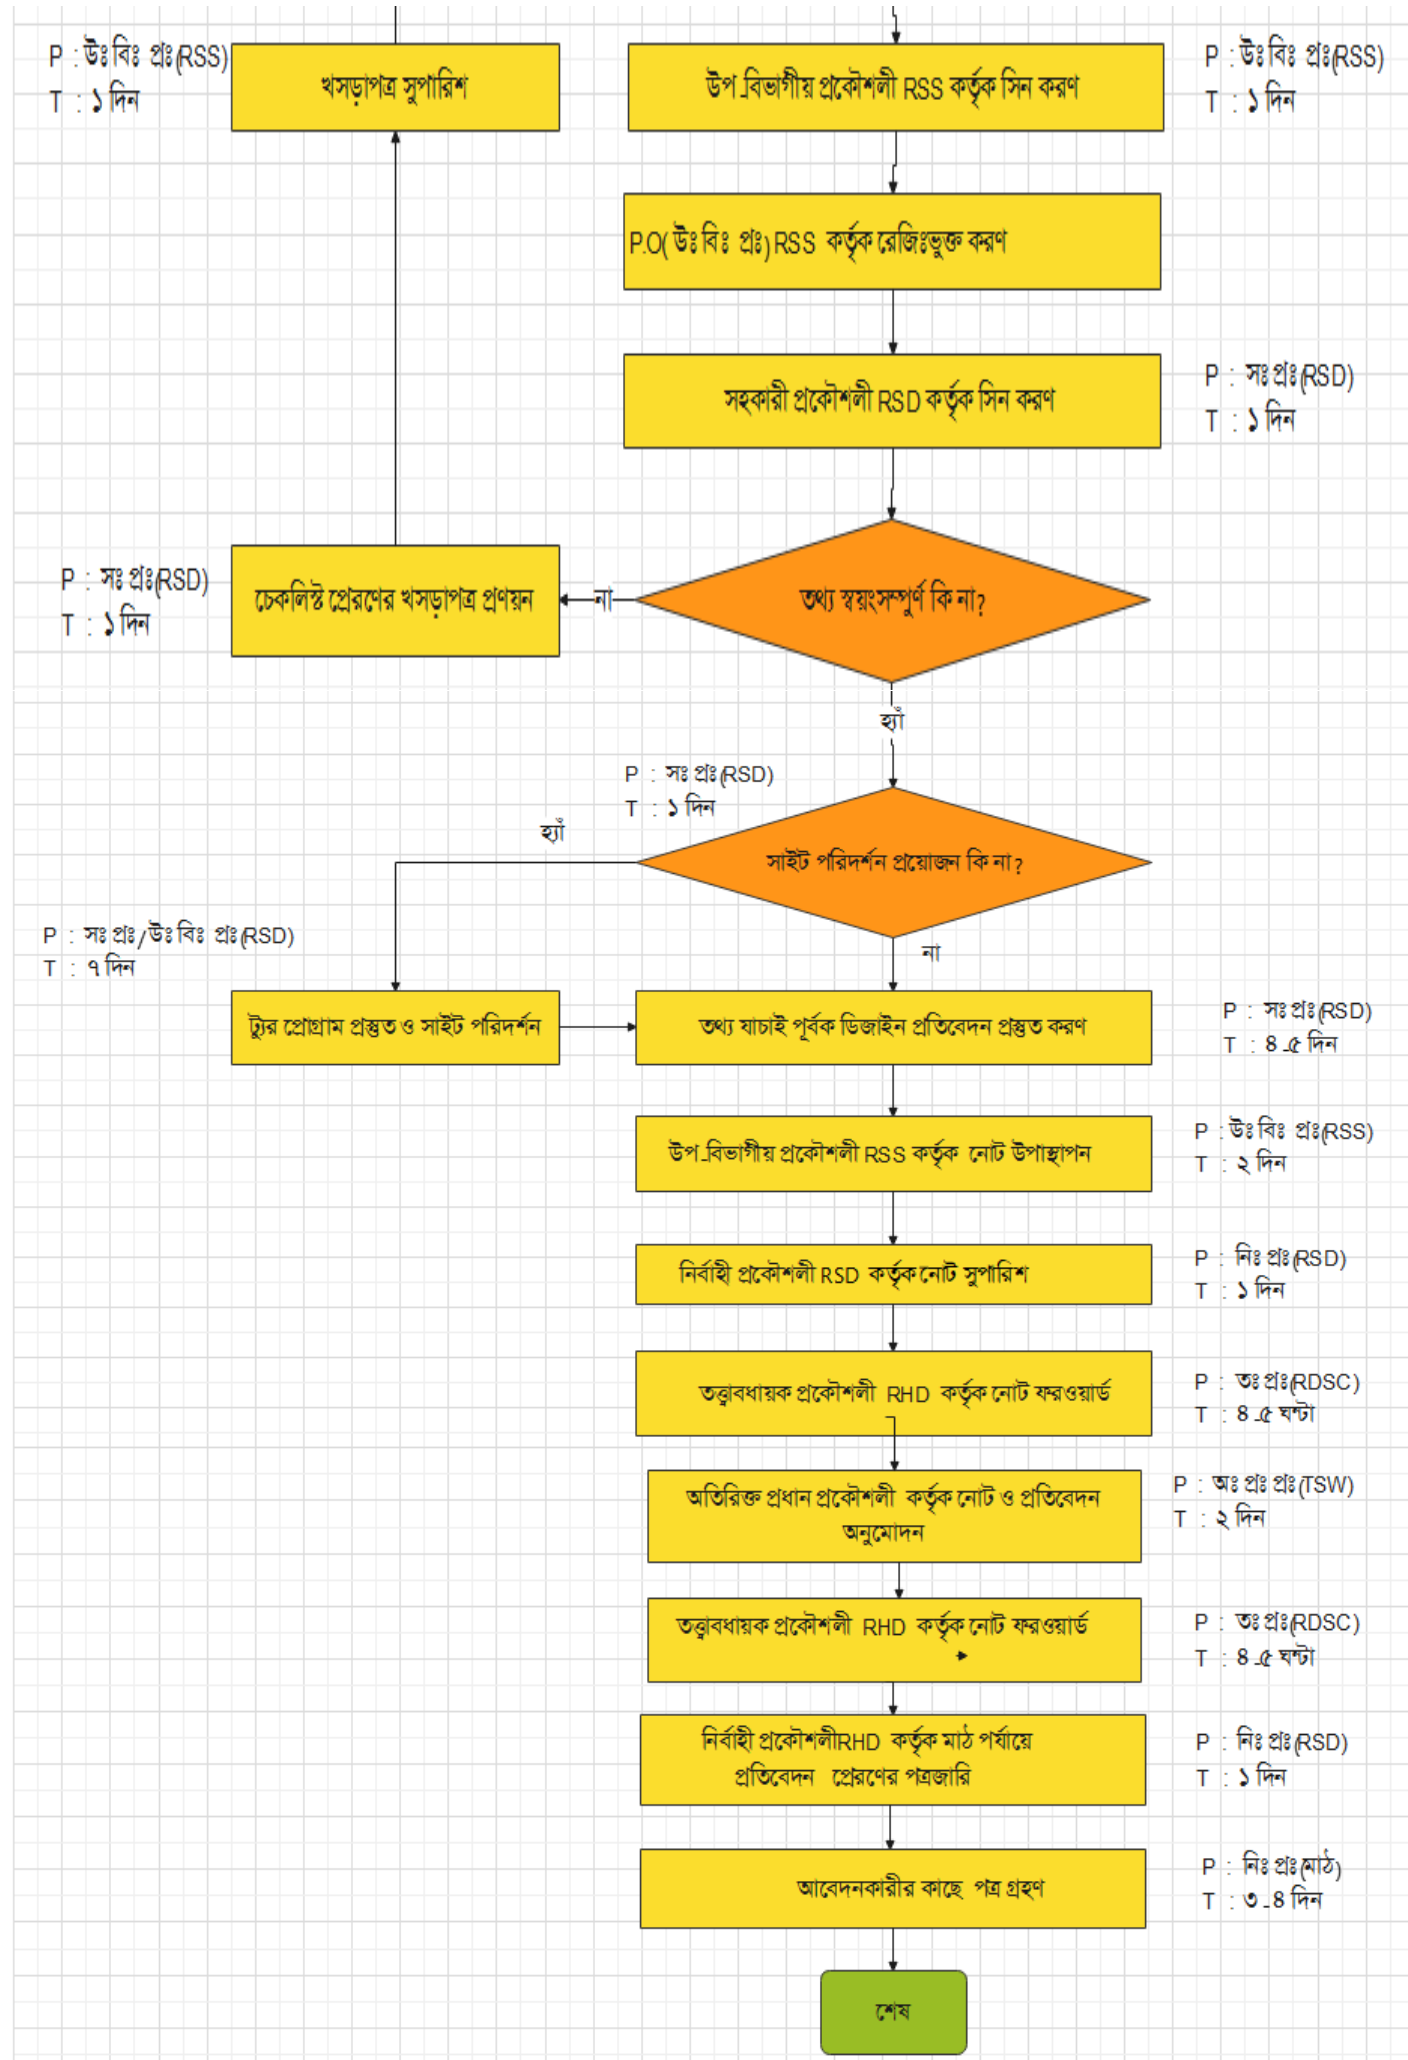 P : উঃ বিঃ প্রঃ(RSS)
T : ১ দিন
খসড়াপত্র সুপারিশ
উপ-বিভাগীয় প্রকৌশলী RSS কর্তৃক সিন করণ
P : উঃ বিঃ প্রঃ(RSS)
T : ১ দিন
P.O( উঃ বিঃ প্রঃ) RSS কর্তৃক রেজিঃভুক্ত করণ
সহকারী প্রকৌশলী RSD কর্তৃক সিন করণ
P : সঃ প্রঃ(RSD)
T : ১ দিন
P : সঃ প্রঃ(RSD)
T : ১ দিন
চেকলিস্ট প্রেরণের খসড়াপত্র প্রণয়ন
না
তথ্য স্বয়ংসম্পুর্ণ কি না?
হ্যাঁ
P : সঃ প্রঃ(RSD)
T : ১ দিন
হ্যাঁ
সাইট পরিদর্শন প্রয়োজন কি না?
না
P : সঃ প্রঃ/উঃ বিঃ প্রঃ(RSD)
T : ৭ দিন
ট্যুর প্রোগ্রাম প্রস্তুত ও সাইট পরিদর্শন
তথ্য যাচাই পূর্বক ডিজাইন প্রতিবেদন প্রস্তুত করণ
P : সঃ প্রঃ(RSD)
T : ৪-৫ দিন
উপ-বিভাগীয় প্রকৌশলী RSS কর্তৃক নোট উপাস্থাপন
P : উঃ বিঃ প্রঃ(RSS)
T : ২ দিন
নির্বাহী প্রকৌশলী RSD কর্তৃক নোট সুপারিশ
P : নিঃ প্রঃ(RSD)
T : ১ দিন
তত্ত্বাবধায়ক প্রকৌশলী RHD কর্তৃক নোট ফরওয়ার্ড
P : তঃ প্রঃ(RDSC)
T : ৪-৫ ঘন্টা
অতিরিক্ত প্রধান প্রকৌশলী কর্তৃক নোট ও প্রতিবেদন
অনুমোদন
P : অঃ প্রঃ প্রঃ(TSW)
T : ২ দিন
তত্ত্বাবধায়ক প্রকৌশলী RHD কর্তৃক নোট ফরওয়ার্ড
P : তঃ প্রঃ(RDSC)
T : ৪-৫ ঘন্টা
নির্বাহী প্রকৌশলীRHD কর্তৃক মাঠ পর্যায়ে
প্রতিবেদন প্রেরণের পত্রজারি
P : নিঃ প্রঃ(RSD)
T : ১ দিন
আবেদনকারীর কাছে পত্র গ্রহণ
P : নিঃ প্রঃ(মাঠ)
T : ৩-৪ দিন
শেষ